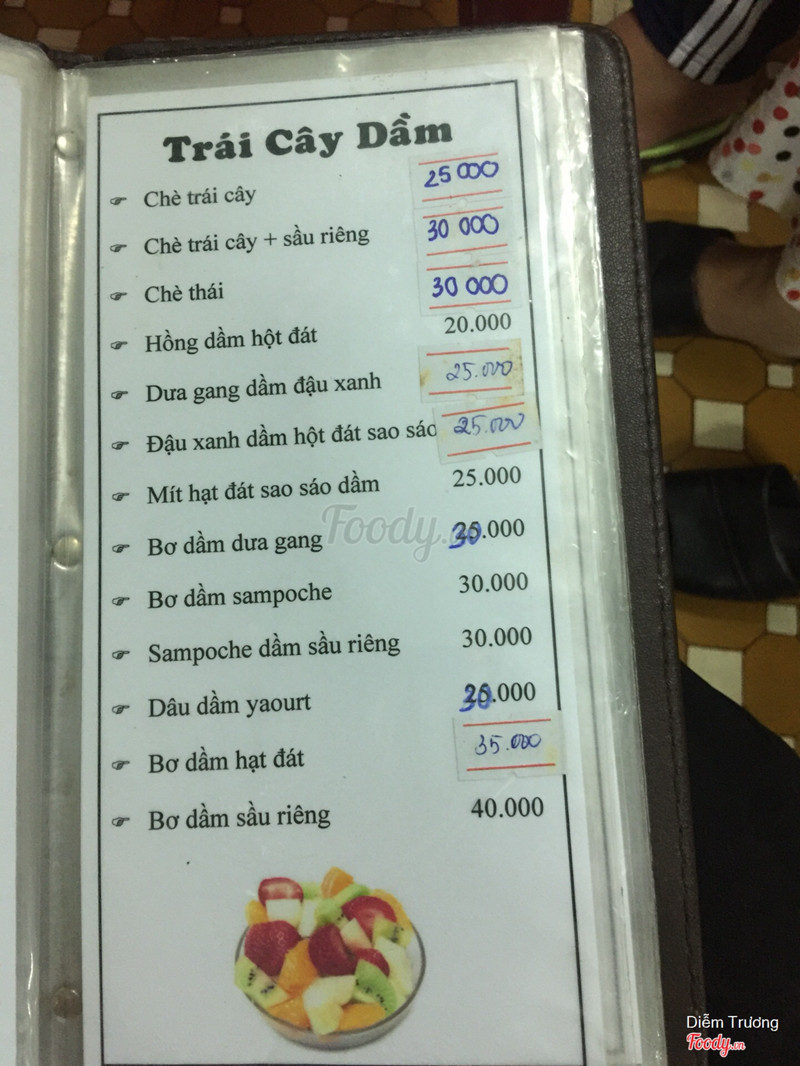 Trái Cây Dầm
Chè trái cây 25 000
Chè trái cây + sầu riêng 30 000
Chè thái 30 000
Hồng dầm hột đát 20.000
Dưa gang dầm đậu xanh 25.000
Đậu xanh dầm hột đát sao sáo 25.000
Mít hạt đát sao sáo dầm 25.000
Bơ dầm dưa gang 30.000
Bơ dầm sampoche 30.000
Sampoche dầm sầu riêng 30.000
Dâu dầm yaourt 30.000
Bơ dầm hạt đát 35.000
Bơ dầm sầu riêng 40.000
Foody.vn
Diễm Trương
Foody.vn